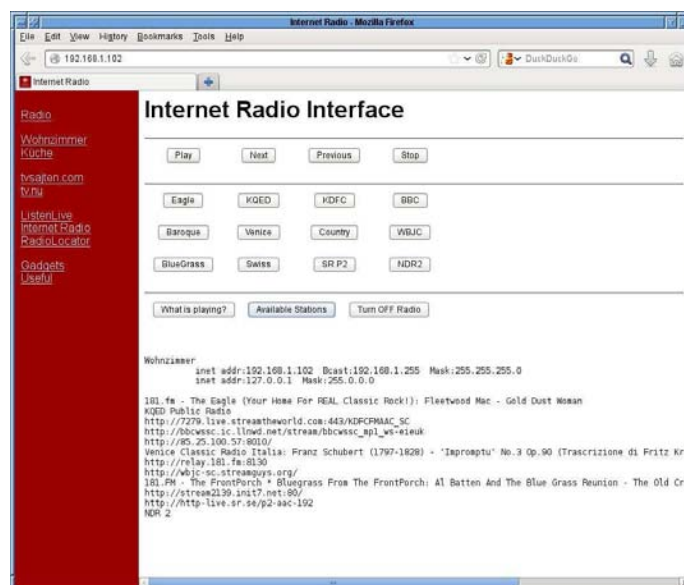 Internet Radio - Mozilla Firefox
File Edit View History Bookmarks Tools Help
192.168.1.102
DuckDuckGo
Internet Radio
Radio
Wohnzimmer
Küche
tvsajten.com
tv.nu
ListenLive
Internet Radio
RadioLocator
Gadgets
Useful
Internet Radio Interface
Play Next Previous Stop
Eagle KQED KDFC BBC
Baroque Venice Country WBJC
BlueGrass Swiss SR P2 NDR2
What is playing? Available Stations Turn OFF Radio
Wohnzimmer
inet addr:192.168.1.102 Bcast:192.168.1.255 Mask:255.255.255.0
inet addr:127.0.0.1 Mask:255.0.0.0
181.fm - The Eagle (Your Home For REAL Classic Rock!): Fleetwood Mac - Gold Dust Woman
KQED Public Radio
http://7279.live.streamtheworld.com:443/KDFCFMAAC_SC
http://bbcwssc.ic.llnwd.net/stream/bbcwssc_mp1_ws-eieuk
http://85.25.100.57:8010/
Venice Classic Radio Italia: Franz Schubert (1797-1828) - 'Impromptu' No.3 Op.90 (Trascrizione di Fritz Kr
http://relay.181.fm:8130
http://wbjc-sc.streamguys.org/
181.FM - The FrontPorch * Bluegrass From The FrontPorch: Al Batten And The Blue Grass Reunion - The Old Cr
http://stream2139.init7.net:80/
http://http-live.sr.se/p2-aac-192
NDR 2